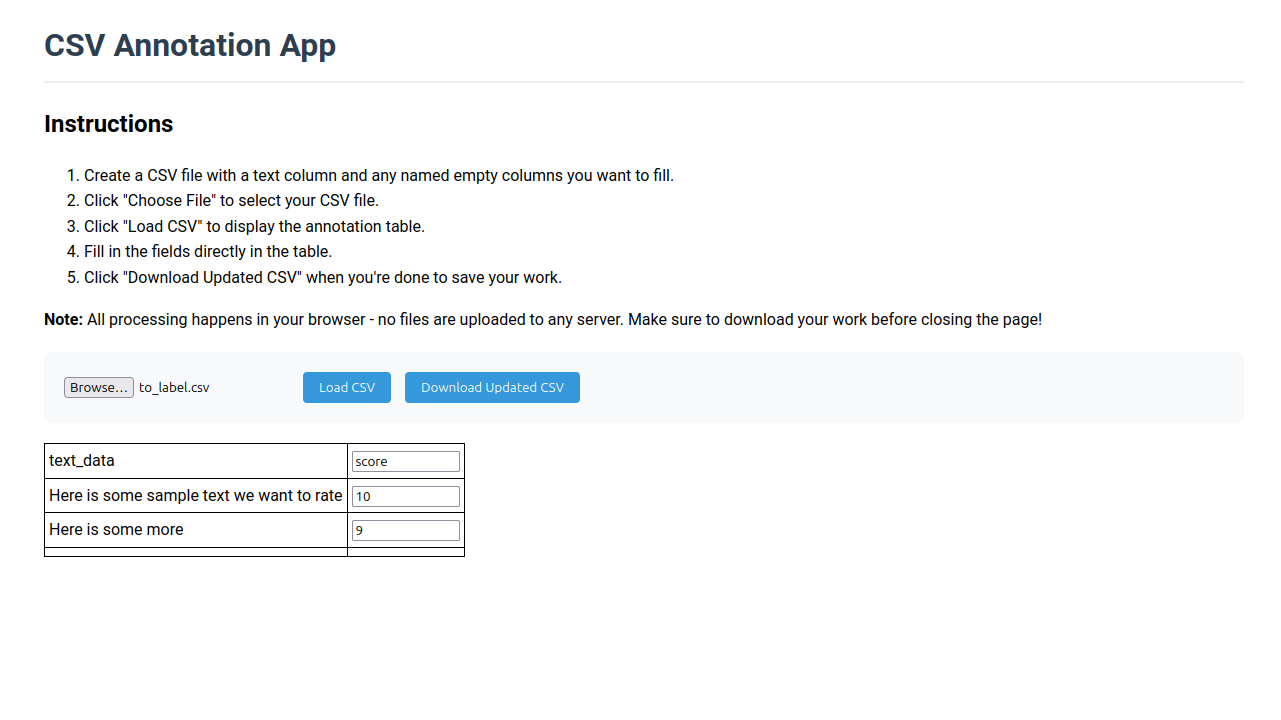 CSV Annotation App
Instructions
1. Create a CSV file with a text column and any named empty columns you want to fill.
2. Click "Choose File" to select your CSV file.
3. Click "Load CSV" to display the annotation table.
4. Fill in the fields directly in the table.
5. Click "Download Updated CSV" when you're done to save your work.
Note: All processing happens in your browser - no files are uploaded to any server. Make sure to download your work before closing the page!
Browse... to_label.csv Load CSV Download Updated CSV
text_data score
Here is some sample text we want to rate 10
Here is some more 9